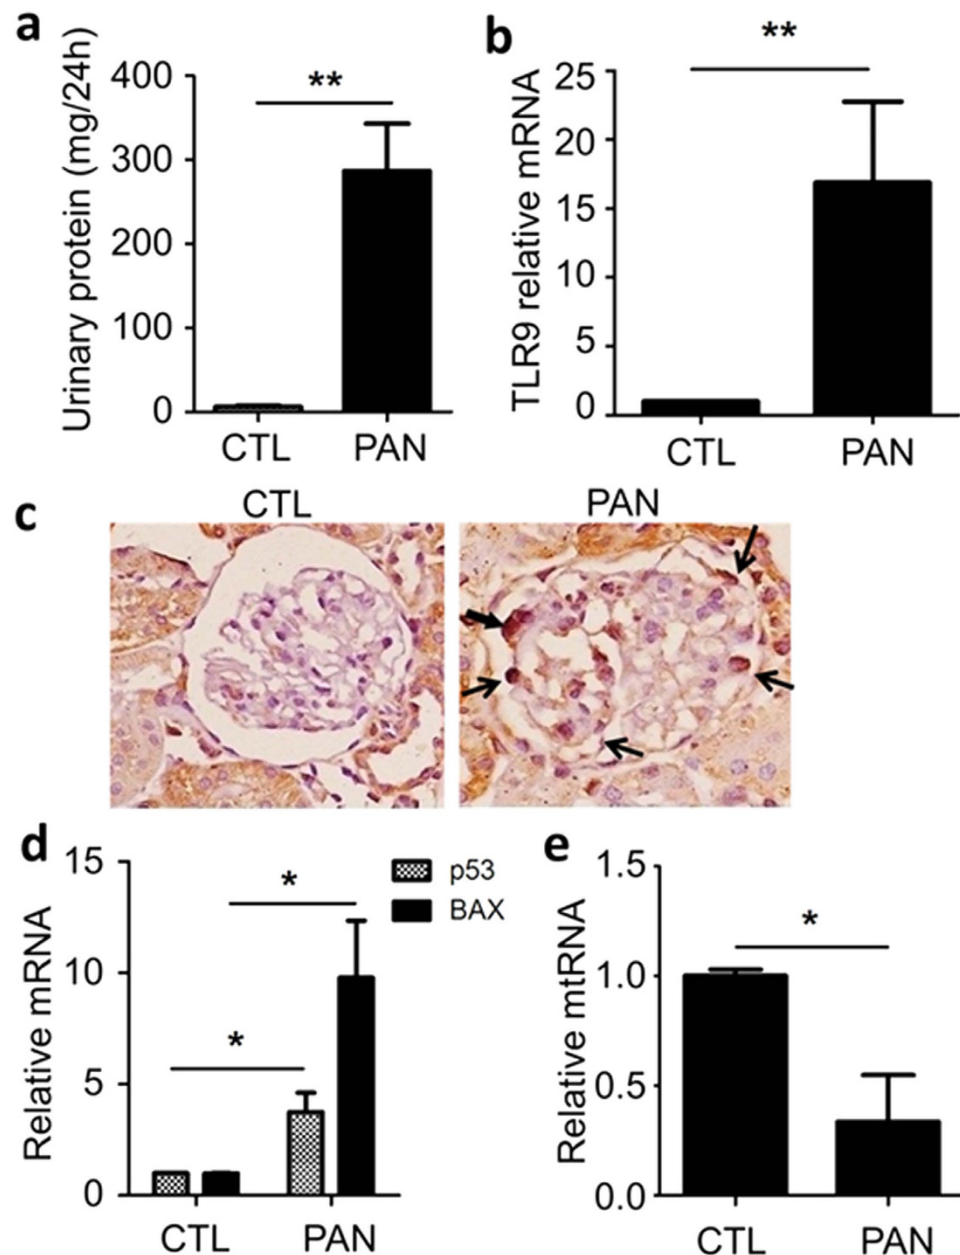 a
Urinary protein (mg/24h)
400
300
200
100
0
**
CTL
PAN
b
TLR9 relative mRNA
25
20
15
10
5
0
**
CTL
PAN
c
CTL
PAN
d
Relative mRNA
15
10
5
0
*
*
p53
BAX
CTL
PAN
e
Relative mtRNA
1.5
1.0
0.5
0.0
*
CTL
PAN